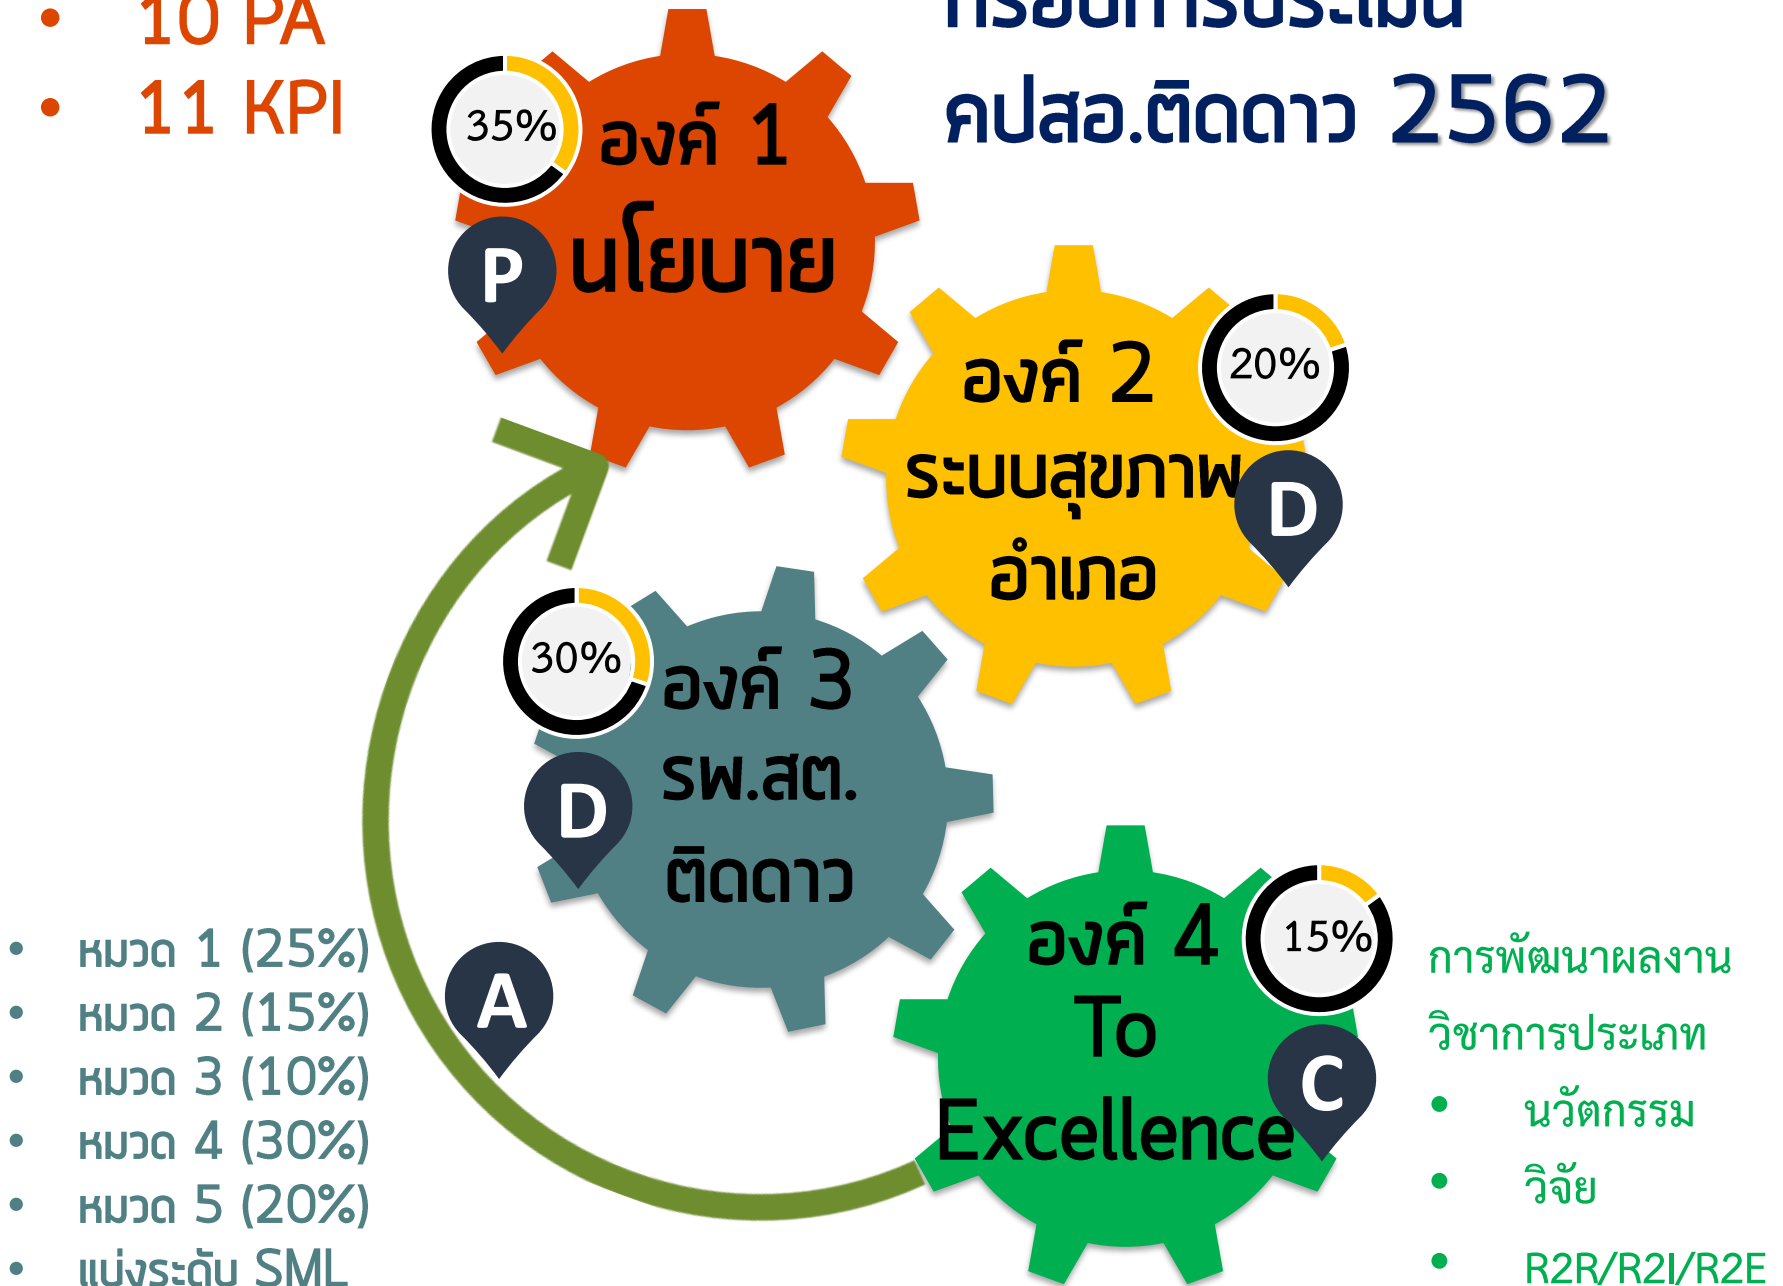 • 10 PA
• 11 KPI
กรอบการประเมิน
คปสอ.ติดดาว 2562
35%
องค์ 1
นโยบาย
P
องค์ 2
ระบบสุขภาพ
อำเภอ
20%
D
30%
องค์ 3
รพ.สต.
ติดดาว
D
A
องค์ 4
To
Excellence
15%
C
• หมวด 1 (25%)
• หมวด 2 (15%)
• หมวด 3 (10%)
• หมวด 4 (30%)
• หมวด 5 (20%)
• แบ่งระดับ SML
การพัฒนาผลงาน
วิชาการประเภท
• นวัตกรรม
• วิจัย
• R2R/R2I/R2E